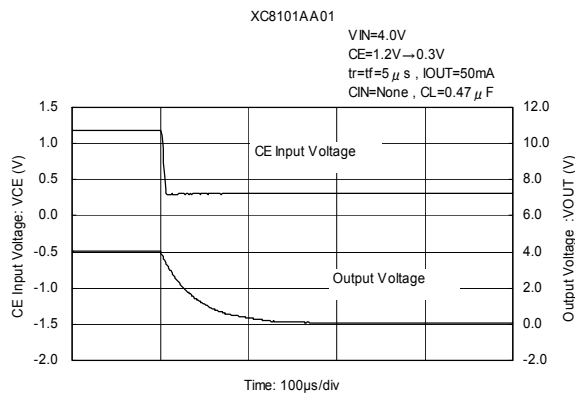 XC8101AA01
VIN=4.0V
CE=1.2V→0.3V
tr=tf=5μs , IOUT=50mA
CIN=None , CL=0.47μF
CE Input Voltage: VCE (V)
1.5
1.0
0.5
0.0
-0.5
-1.0
-1.5
-2.0
CE Input Voltage
Output Voltage
12.0
10.0
8.0
6.0
4.0
2.0
0.0
-2.0
Output Voltage :VOUT (V)
Time: 100μs/div